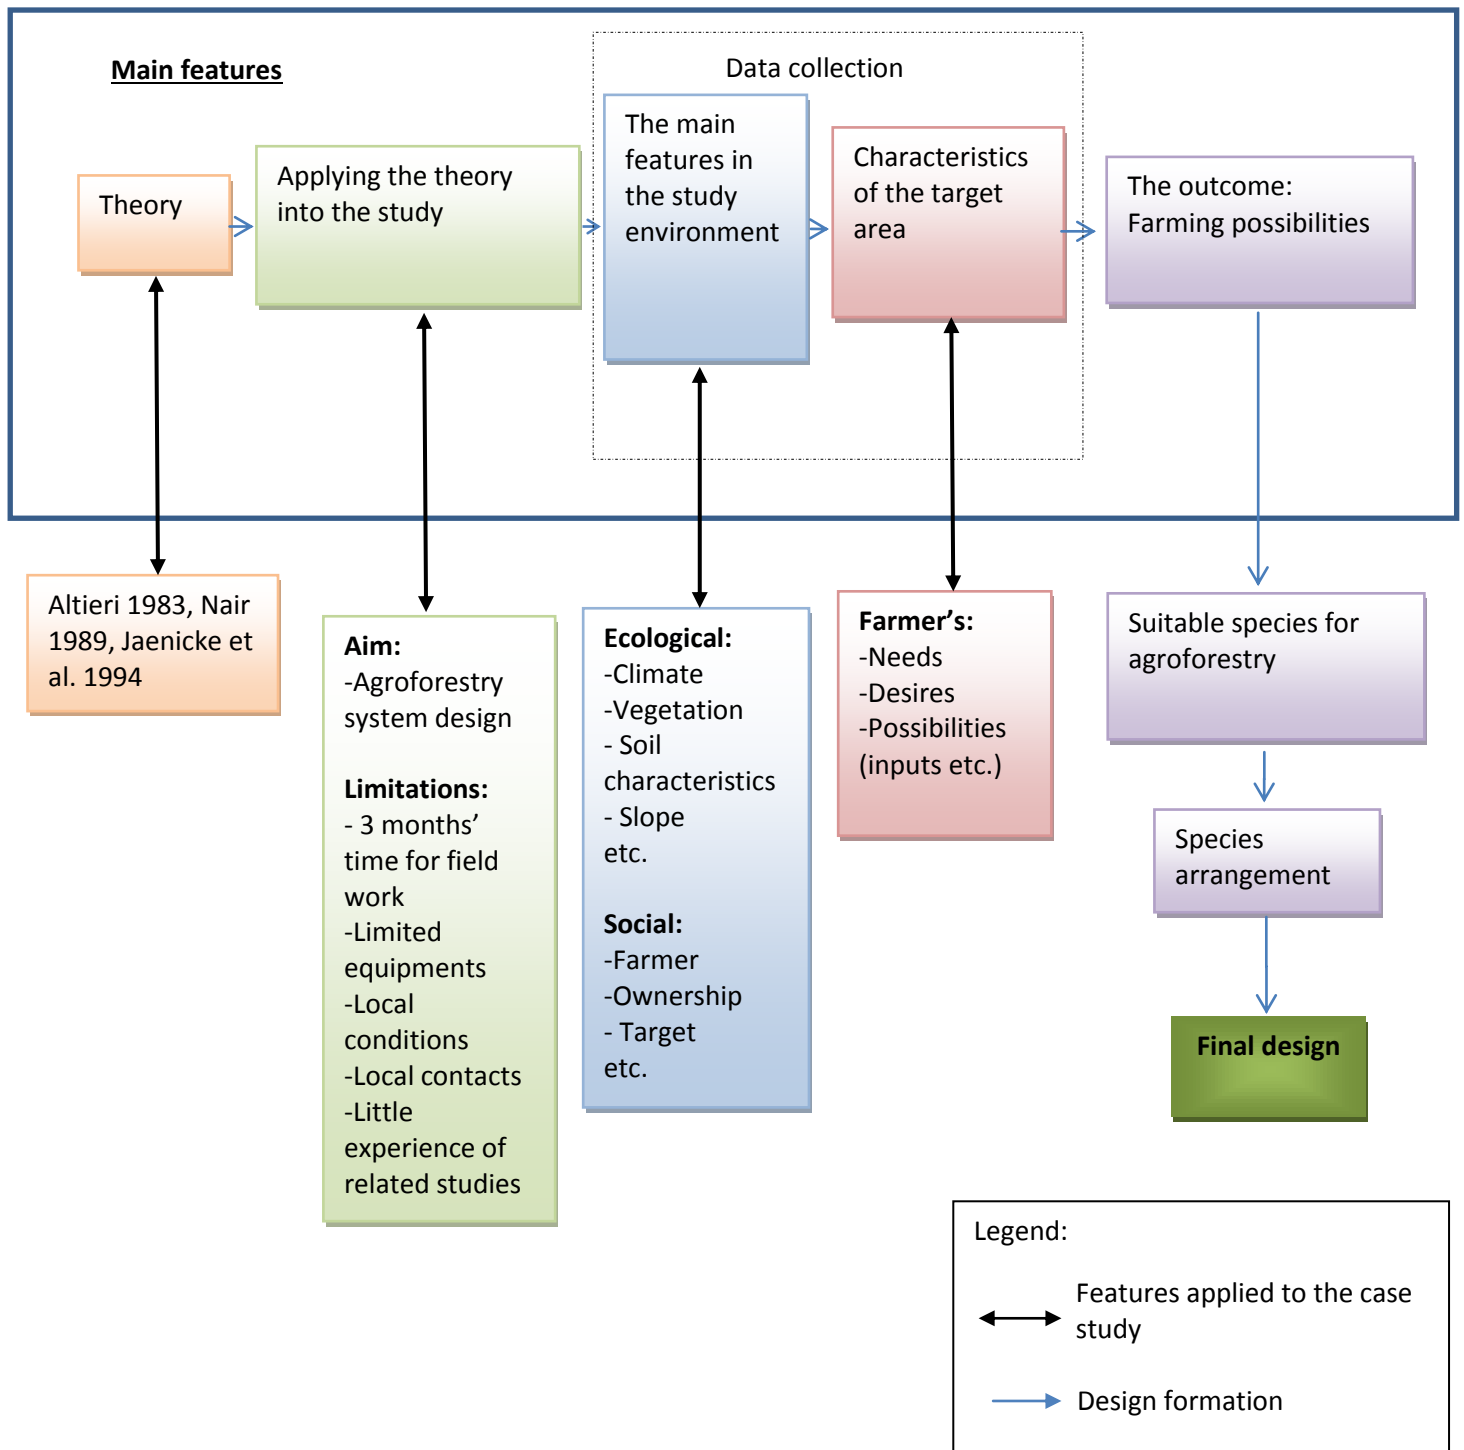 Main features
Data collection
Theory
Applying the theory
into the study
The main
features in
the study
environment
Characteristics
of the target
area
The outcome:
Farming possibilities
Altieri 1983, Nair
1989, Jaenicke et
al. 1994
Aim:
-Agroforestry
system design
Limitations:
- 3 months’
time for field
work
-Limited
equipments
-Local
conditions
-Local contacts
-Little
experience of
related studies
Ecological:
-Climate
-Vegetation
- Soil
characteristics
- Slope
etc.
Social:
-Farmer
-Ownership
- Target
etc.
Farmer’s:
-Needs
-Desires
-Possibilities
(inputs etc.)
Suitable species for
agroforestry
Species
arrangement
Final design
Legend:
Features applied to the case
study
Design formation